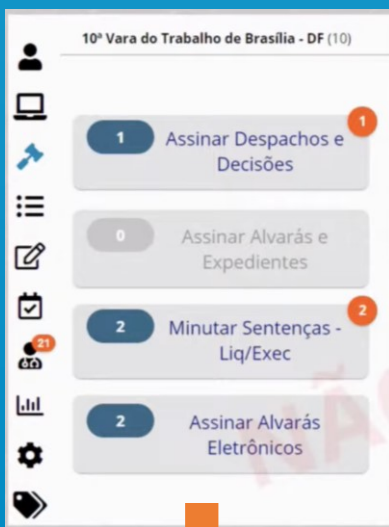 10ª Vara do Trabalho de Brasília - DF (10)
1
1 Assinar Despachos e
Decisões
0 Assinar Alvarás e
Expedientes
2
2 Minutar Sentenças -
Liq/Exec
21
2 Assinar Alvarás
Eletrônicos
NÃO